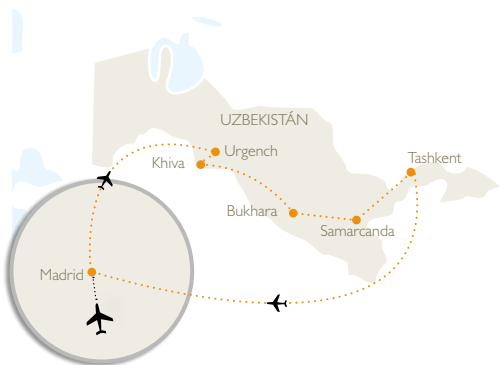 UZBEKISTÁN
Urgench
Khiva
Tashkent
Bukhara
Samarcanda
Madrid